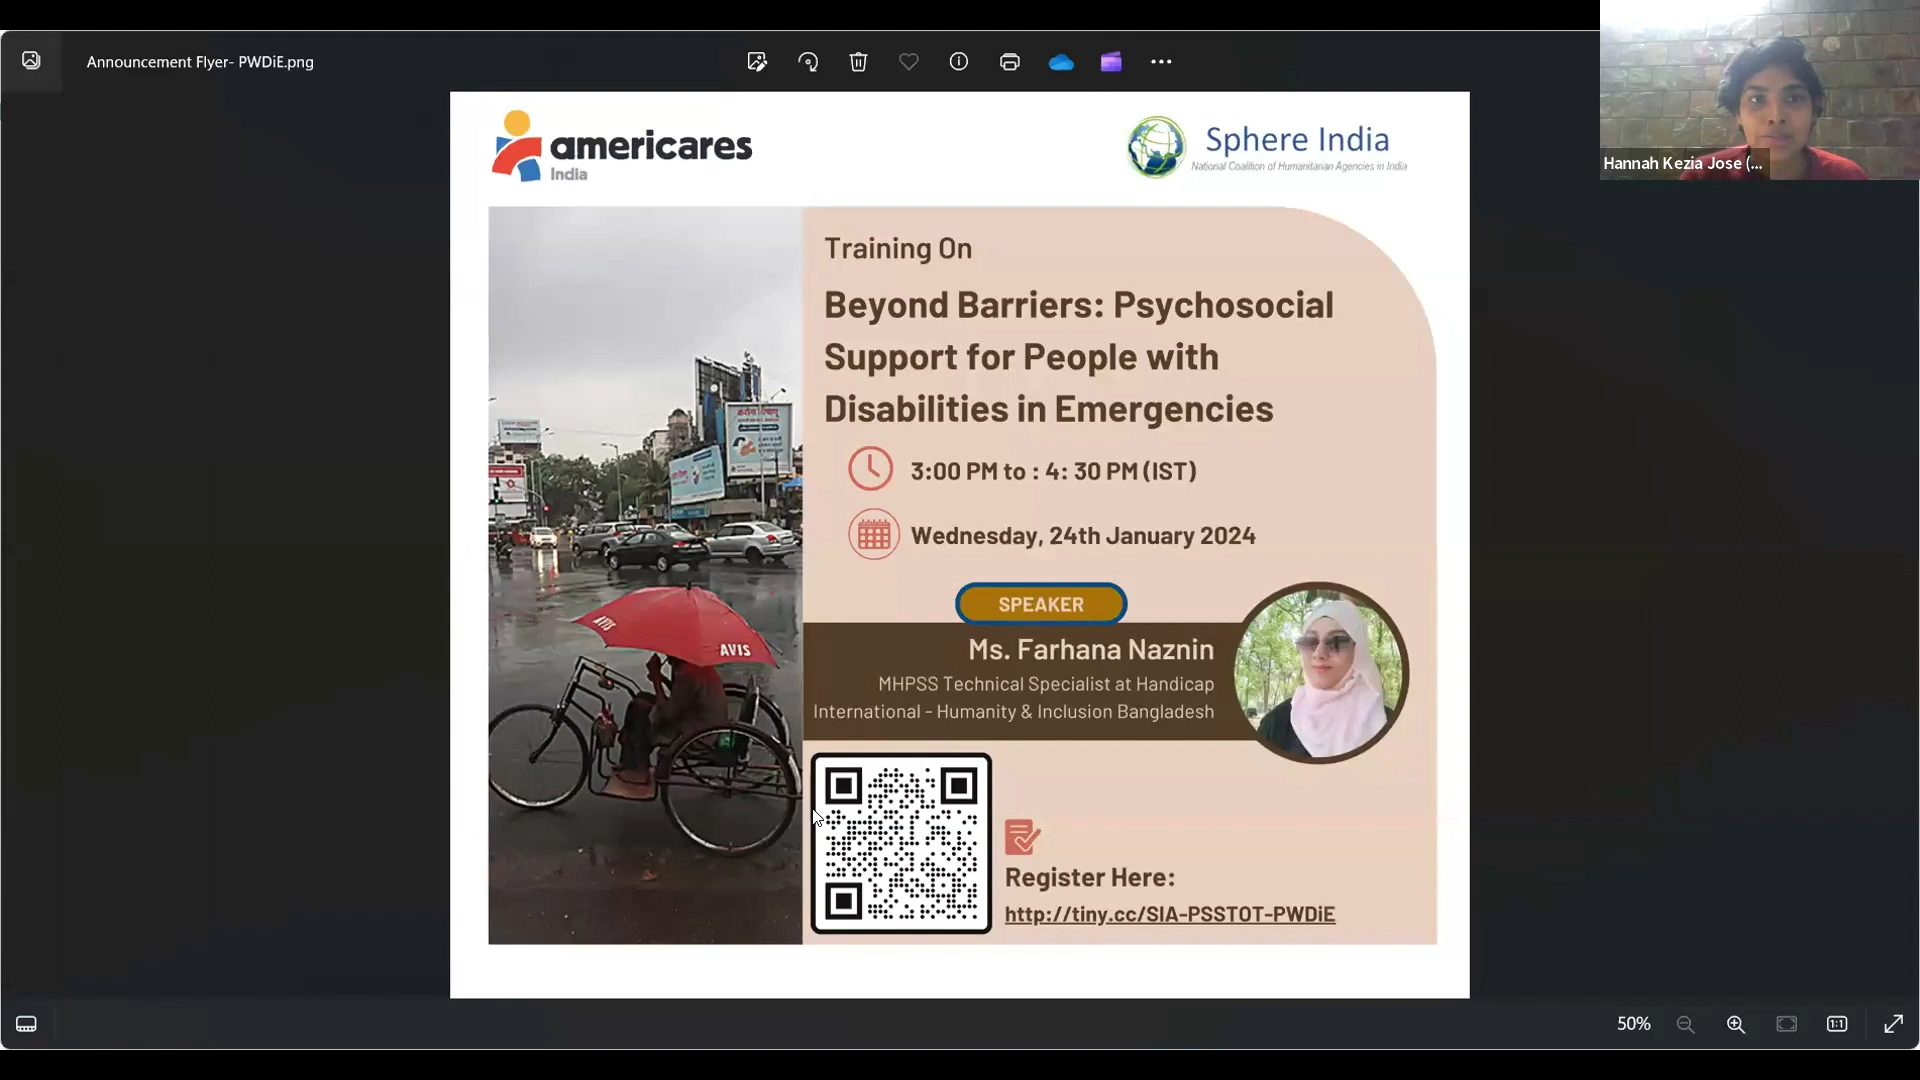 Announcement Flyer- PWDiE.png
Hannah Kezia Jose (...
americares
India
Sphere India
National Coalition of Humanitarian Agencies in India
Training On
Beyond Barriers: Psychosocial
Support for People with
Disabilities in Emergencies
3:00 PM to : 4: 30 PM (IST)
Wednesday, 24th January 2024
SPEAKER
Ms. Farhana Naznin
MHPSS Technical Specialist at Handicap
International - Humanity & Inclusion Bangladesh
AVIS
AVIS
Register Here:
http://tiny.cc/SIA-PSSTOT-PWDiE
50%
1:1